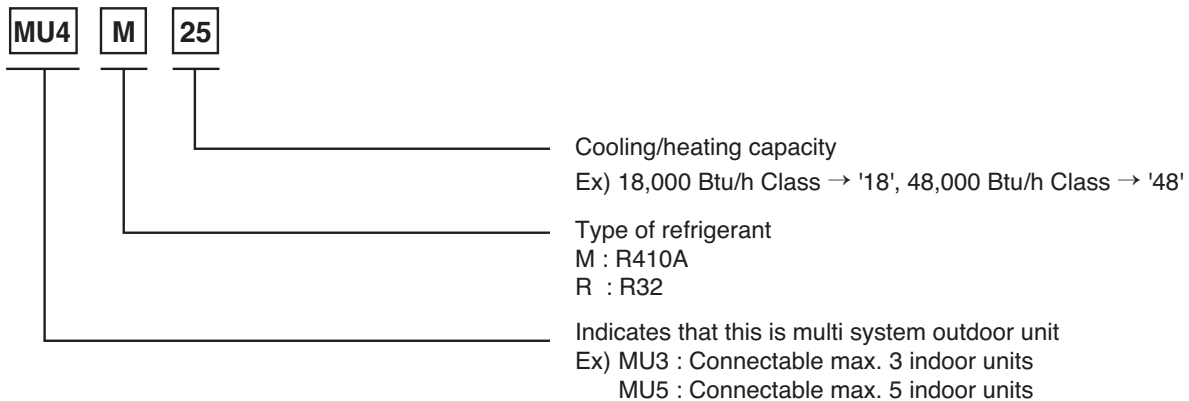 MU4 M 25
Cooling/heating capacity
Ex) 18,000 Btu/h Class → '18', 48,000 Btu/h Class → '48'
Type of refrigerant
M : R410A
R : R32
Indicates that this is multi system outdoor unit
Ex) MU3 : Connectable max. 3 indoor units
MU5 : Connectable max. 5 indoor units